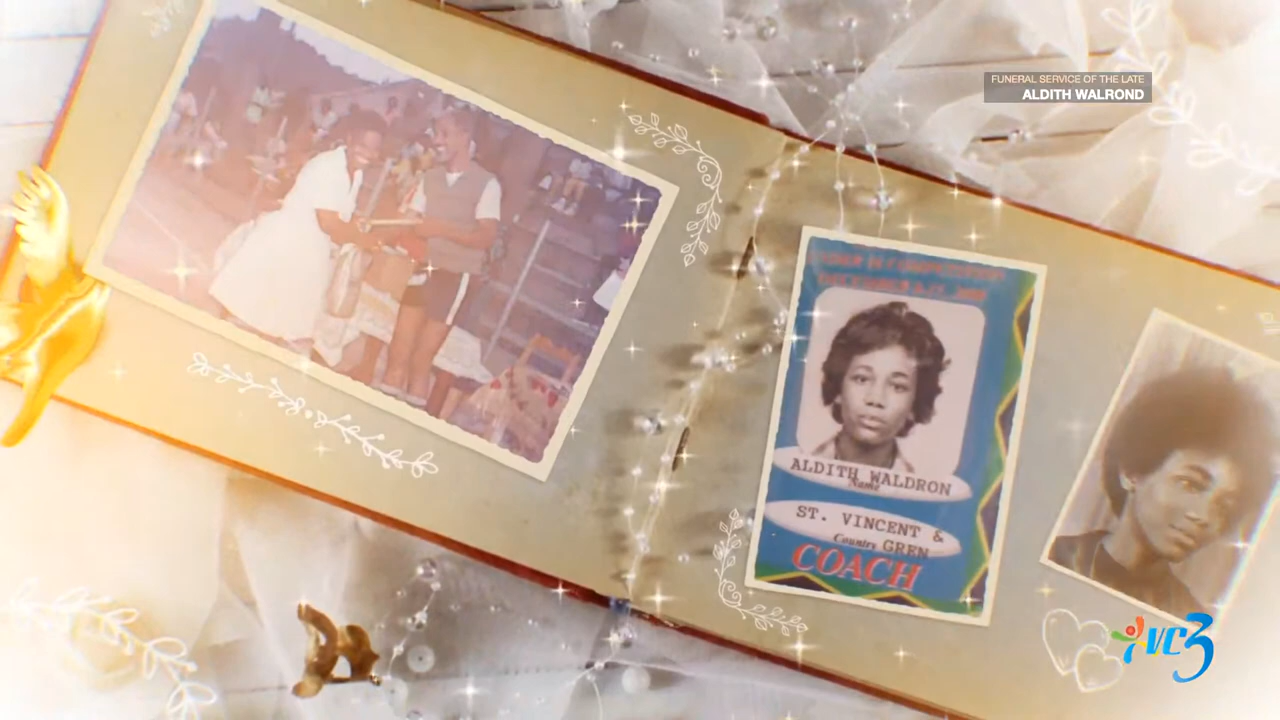 FUNERAL SERVICE OF THE LATE
ALDITH WALROND
ALDITH WALDRON
Name
ST. VINCENT &
Country GREN
COACH
VC3